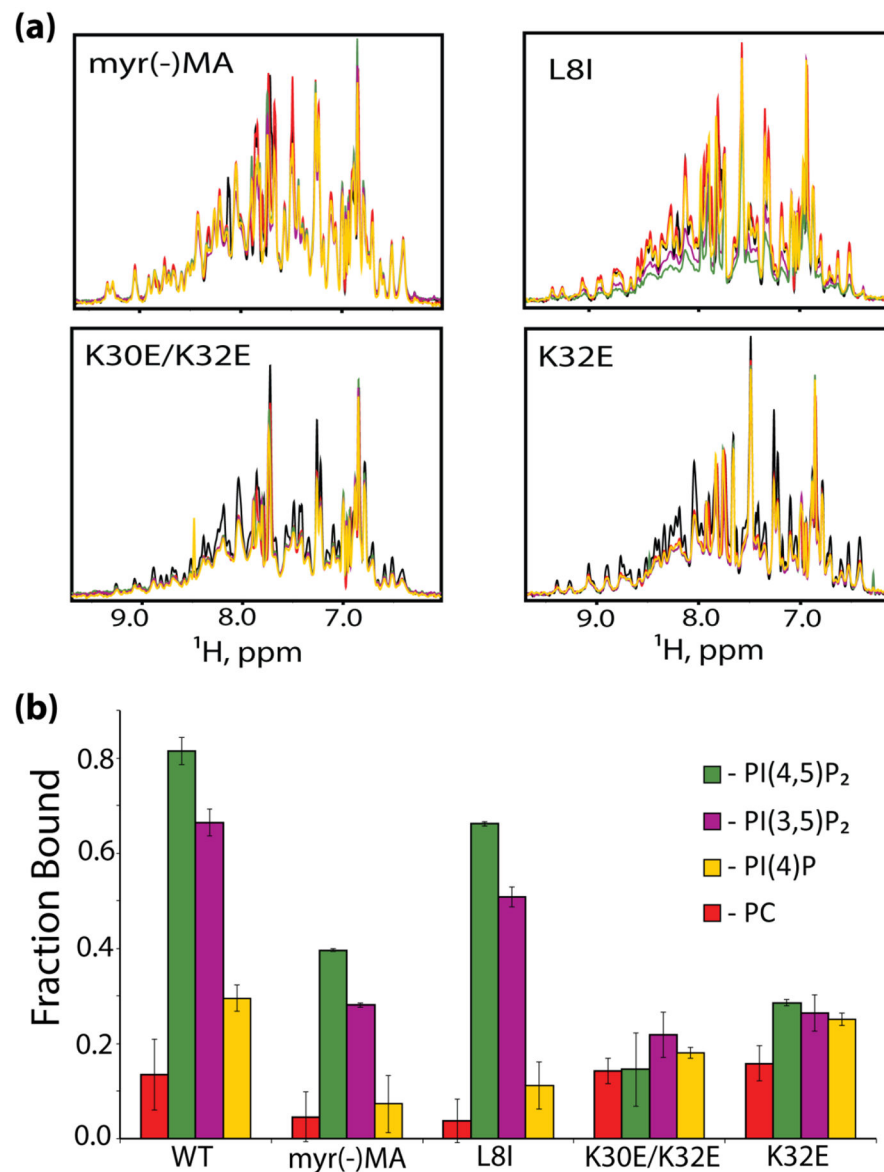 (a)
myr(-)MA
L8I
K30E/K32E
K32E
9.0 8.0 7.0
¹H, ppm
9.0 8.0 7.0
¹H, ppm
(b)
Fraction Bound
0.8
0.6
0.4
0.2
0.0
- PI(4,5)P₂
- PI(3,5)P₂
- PI(4)P
- PC
WT myr(-)MA L8I K30E/K32E K32E